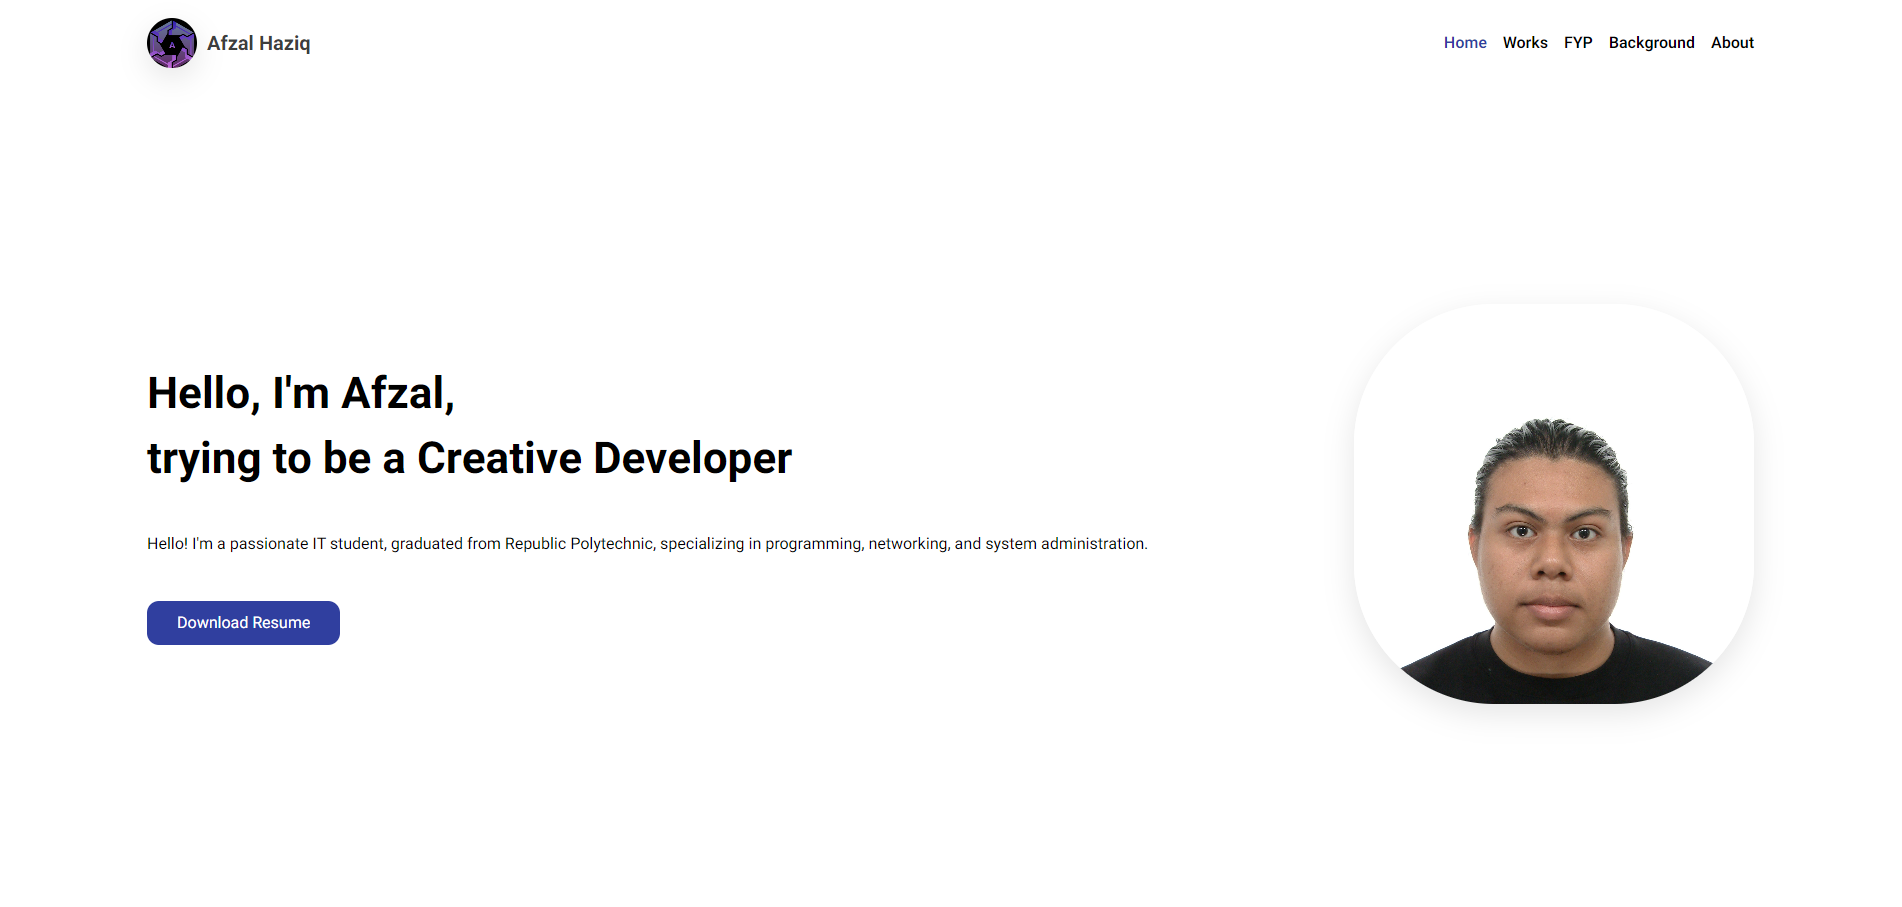 A
Afzal Haziq
Home Works FYP Background About
Hello, I'm Afzal,
trying to be a Creative Developer
Hello! I'm a passionate IT student, graduated from Republic Polytechnic, specializing in programming, networking, and system administration.
Download Resume